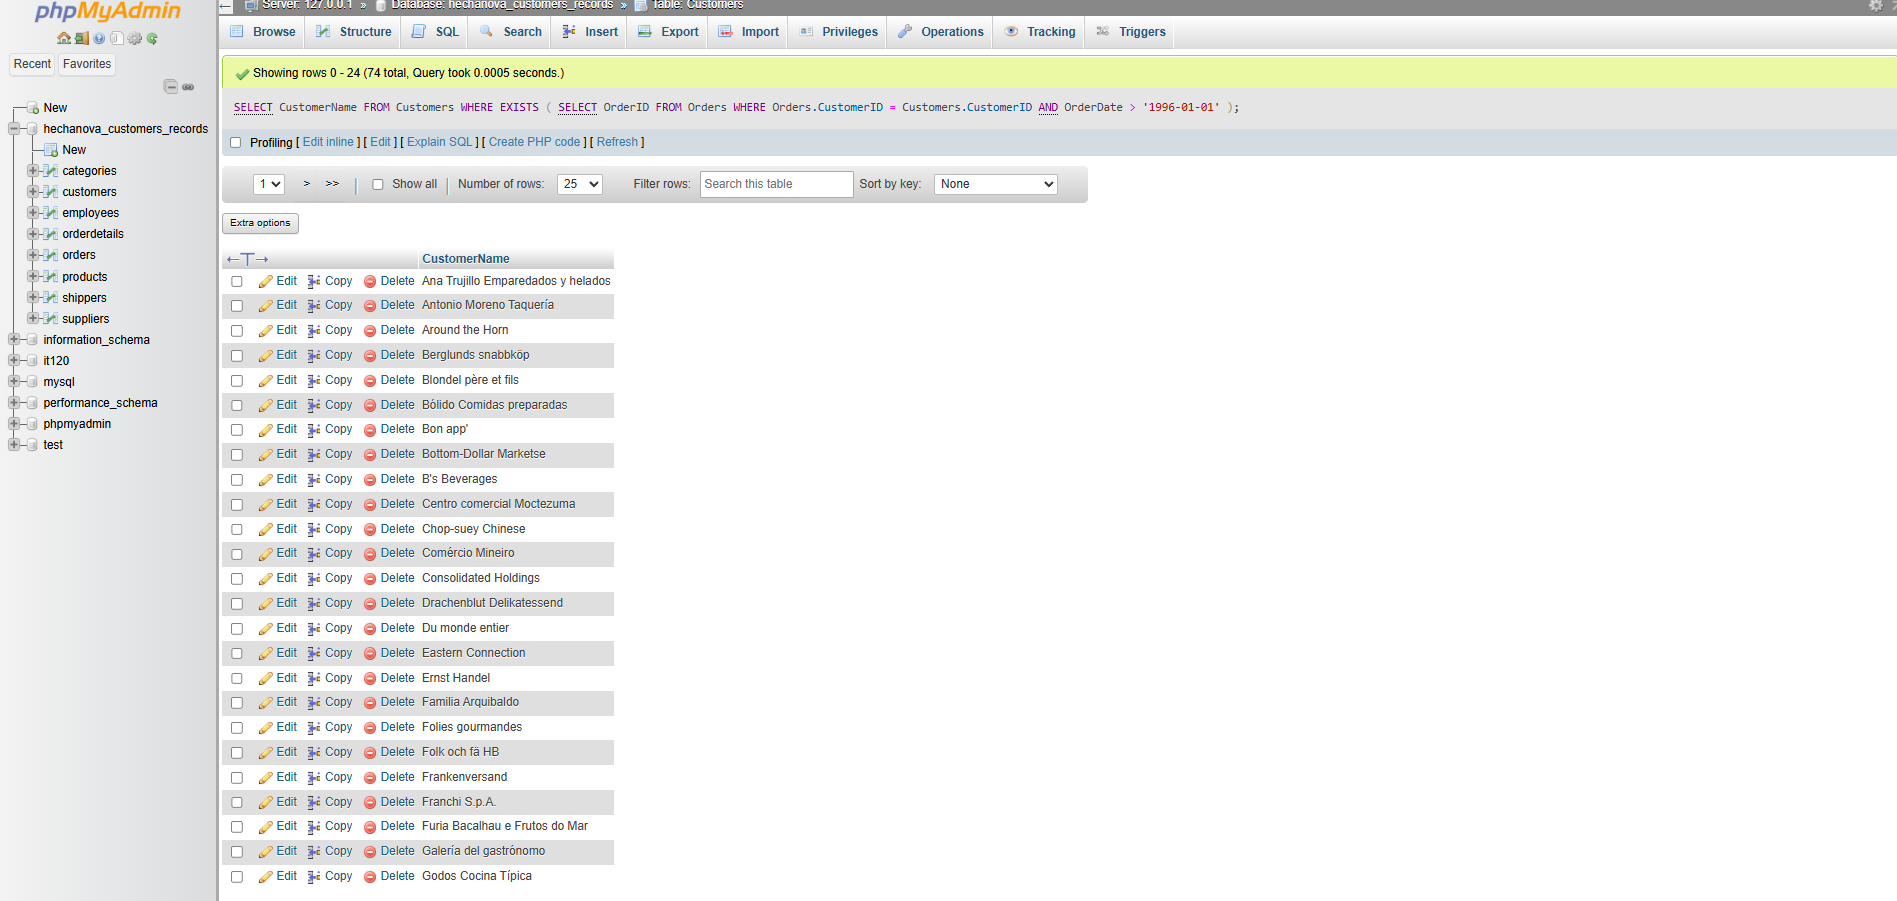 phpMyAdmin
Recent Favorites
New
hechanova_customers_records
New
categories
customers
employees
orderdetails
orders
products
shippers
suppliers
information_schema
it120
mysql
performance_schema
phpmyadmin
test
Server: 127.0.0.1 » Database: hechanova_customers_records » Table: Customers
Browse Structure SQL Search Insert Export Import Privileges Operations Tracking Triggers
Showing rows 0 - 24 (74 total, Query took 0.0005 seconds.)
SELECT CustomerName FROM Customers WHERE EXISTS ( SELECT OrderID FROM Orders WHERE Orders.CustomerID = Customers.CustomerID AND OrderDate > '1996-01-01' );
Profiling [ Edit inline ] [ Edit ] [ Explain SQL ] [ Create PHP code ] [ Refresh ]
1 > >> Show all Number of rows: 25 Filter rows: Search this table Sort by key: None
Extra options
←T→ CustomerName
Edit Copy Delete Ana Trujillo Emparedados y helados
Edit Copy Delete Antonio Moreno Taquería
Edit Copy Delete Around the Horn
Edit Copy Delete Berglunds snabbköp
Edit Copy Delete Blondel père et fils
Edit Copy Delete Bólido Comidas preparadas
Edit Copy Delete Bon app'
Edit Copy Delete Bottom-Dollar Marketse
Edit Copy Delete B's Beverages
Edit Copy Delete Centro comercial Moctezuma
Edit Copy Delete Chop-suey Chinese
Edit Copy Delete Comércio Mineiro
Edit Copy Delete Consolidated Holdings
Edit Copy Delete Drachenblut Delikatessend
Edit Copy Delete Du monde entier
Edit Copy Delete Eastern Connection
Edit Copy Delete Ernst Handel
Edit Copy Delete Familia Arquibaldo
Edit Copy Delete Folies gourmandes
Edit Copy Delete Folk och fä HB
Edit Copy Delete Frankenversand
Edit Copy Delete Franchi S.p.A.
Edit Copy Delete Furia Bacalhau e Frutos do Mar
Edit Copy Delete Galería del gastrónomo
Edit Copy Delete Godos Cocina Típica